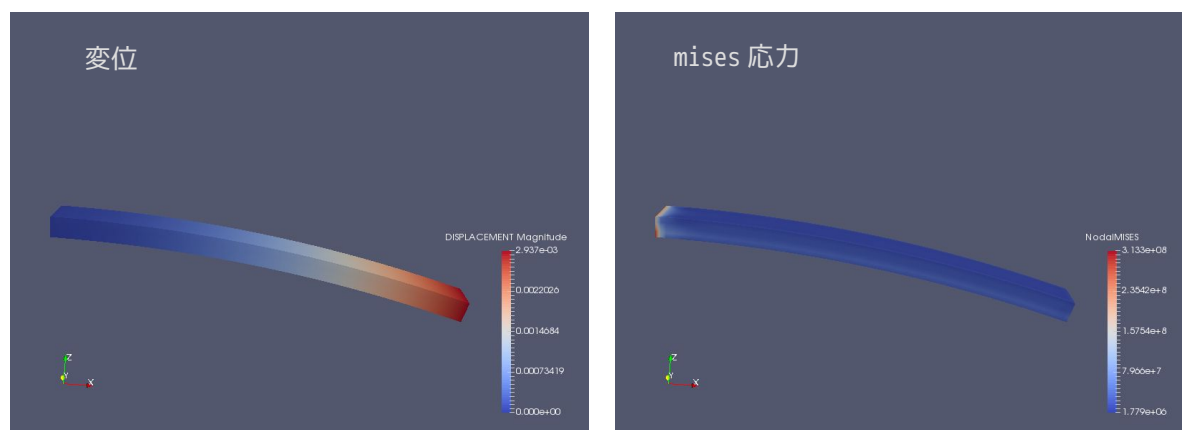 変位
DISPLACEMENT Magnitude
2.937e-03
0.0022026
0.0014684
0.00073419
0.000e+00
Z
Y
X
mises 応力
NodalMISES
3.133e+08
2.3542e+8
1.5754e+8
7.966e+7
1.779e+06
Z
Y
X